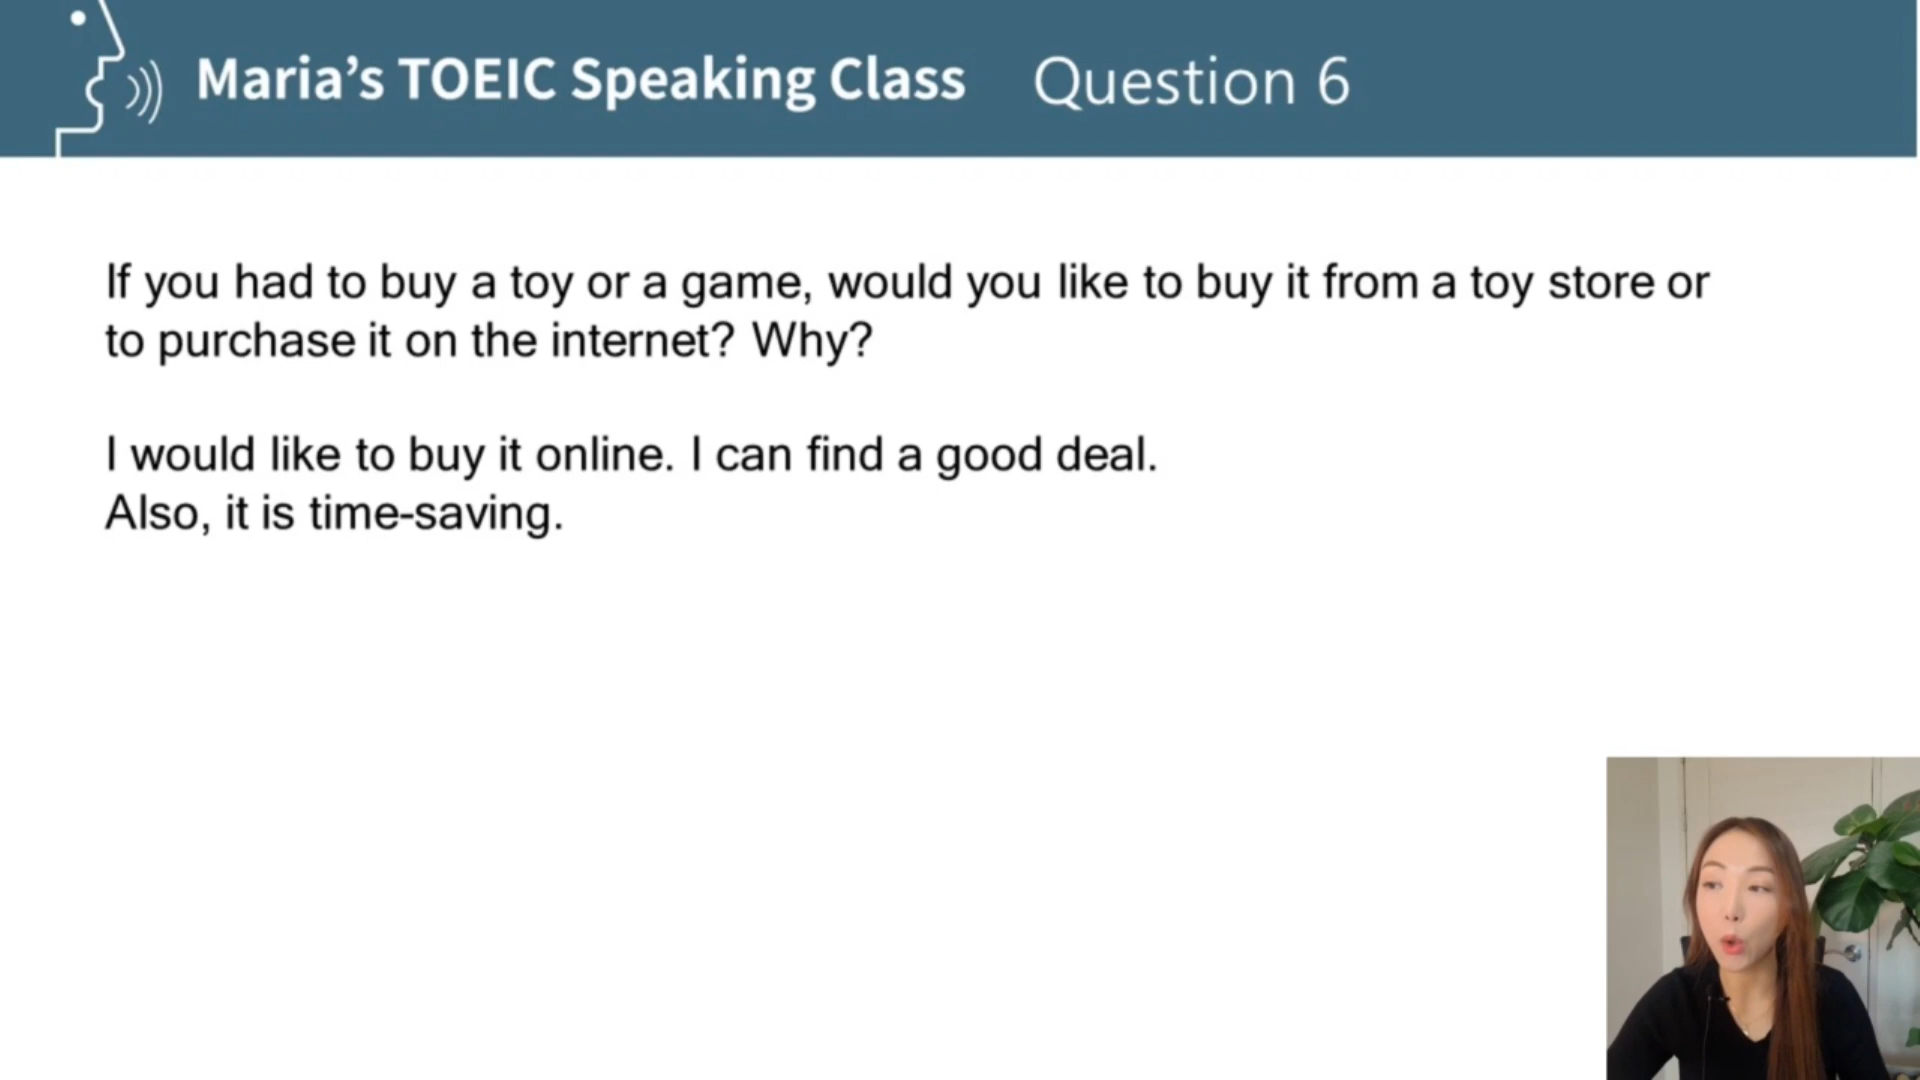 Maria’s TOEIC Speaking Class Question 6
If you had to buy a toy or a game, would you like to buy it from a toy store or
to purchase it on the internet? Why?
I would like to buy it online. I can find a good deal.
Also, it is time-saving.